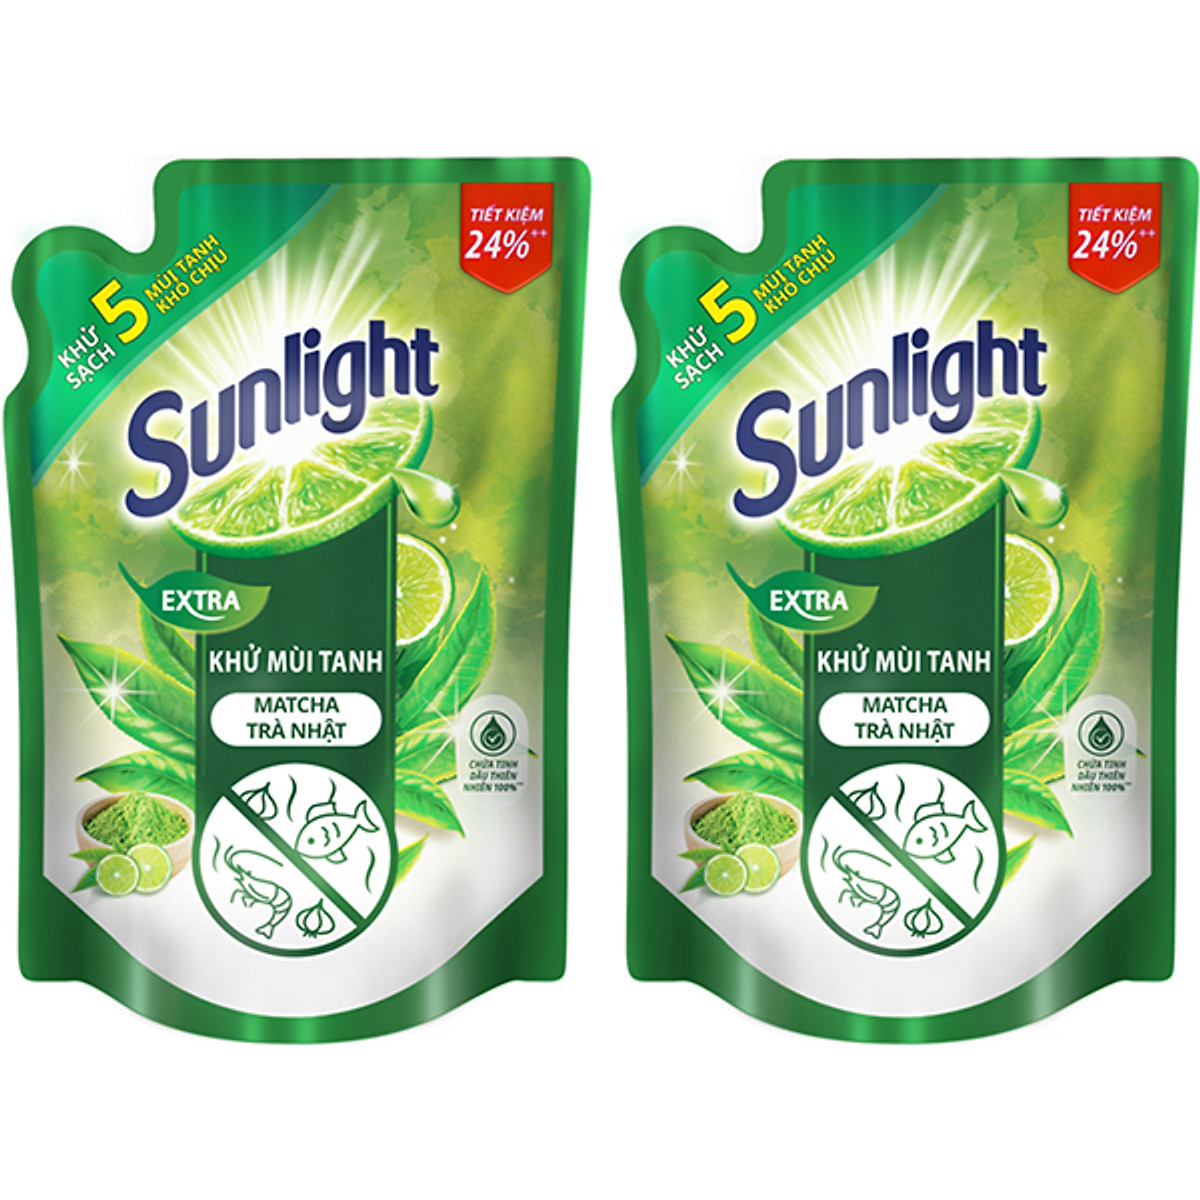 KHỬ
SẠCH
5
MÙI TANH
KHÓ CHỊU
TIẾT KIỆM
24%++
Sunlight
EXTRA
KHỬ MÙI TANH
MATCHA
TRÀ NHẬT
CHỨA TINH
DẦU THIÊN
NHIÊN 100%
KHỬ
SẠCH
5
MÙI TANH
KHÓ CHỊU
TIẾT KIỆM
24%++
Sunlight
EXTRA
KHỬ MÙI TANH
MATCHA
TRÀ NHẬT
CHỨA TINH
DẦU THIÊN
NHIÊN 100%